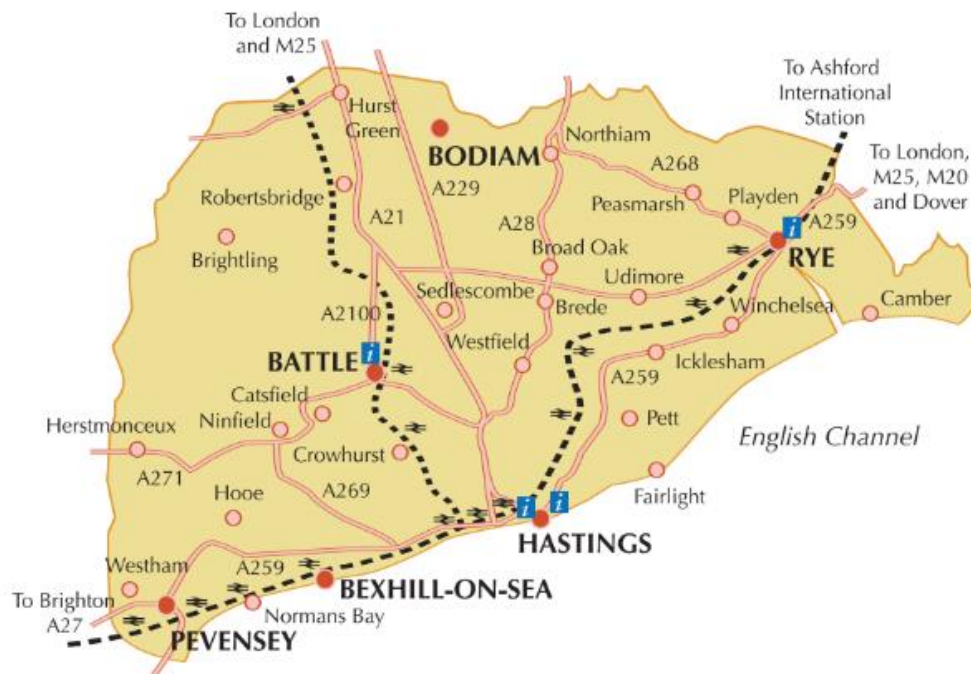 To London
and M25
To Ashford
International
Station
Hurst
Green
BODIAM
Northiam
A268
To London,
M25, M20
and Dover
Robertsbridge
A229
Peasmarsh
Playden
A259
A21
A28
RYE
Brightling
Broad Oak
Udimore
Sedlescombe
Brede
Winchelsea
Camber
A2100
Westfield
BATTLE
i
i
Icklesham
A259
Catsfield
Ninfield
Pett
Herstmonceux
English Channel
Crowhurst
A271
A269
Fairlight
Hooe
i
i
HASTINGS
Westham
A259
BEXHILL-ON-SEA
To Brighton
A27
Normans Bay
PEVENSEY